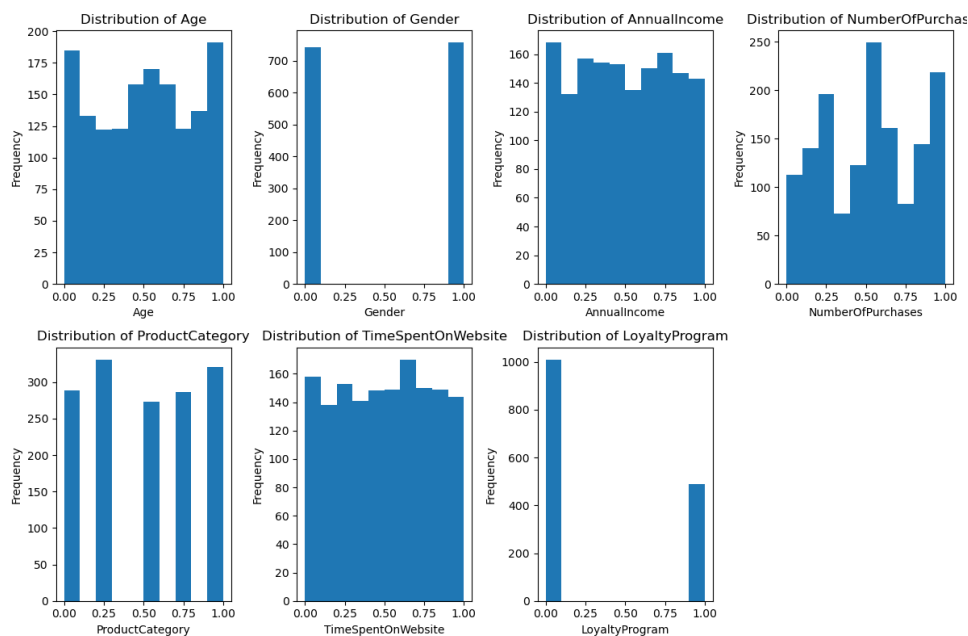 Distribution of Age
200
175
150
125
100
75
50
25
0
Frequency
0.00 0.25 0.50 0.75 1.00
Age
Distribution of Gender
700
600
500
400
300
200
100
0
Frequency
0.00 0.25 0.50 0.75 1.00
Gender
Distribution of AnnualIncome
160
140
120
100
80
60
40
20
0
Frequency
0.00 0.25 0.50 0.75 1.00
AnnualIncome
Distribution of NumberOfPurchas
250
200
150
100
50
0
Frequency
0.00 0.25 0.50 0.75 1.00
NumberOfPurchases
Distribution of ProductCategory
300
250
200
150
100
50
0
Frequency
0.00 0.25 0.50 0.75 1.00
ProductCategory
Distribution of TimeSpentOnWebsite
160
140
120
100
80
60
40
20
0
Frequency
0.00 0.25 0.50 0.75 1.00
TimeSpentOnWebsite
Distribution of LoyaltyProgram
1000
800
600
400
200
0
Frequency
0.00 0.25 0.50 0.75 1.00
LoyaltyProgram